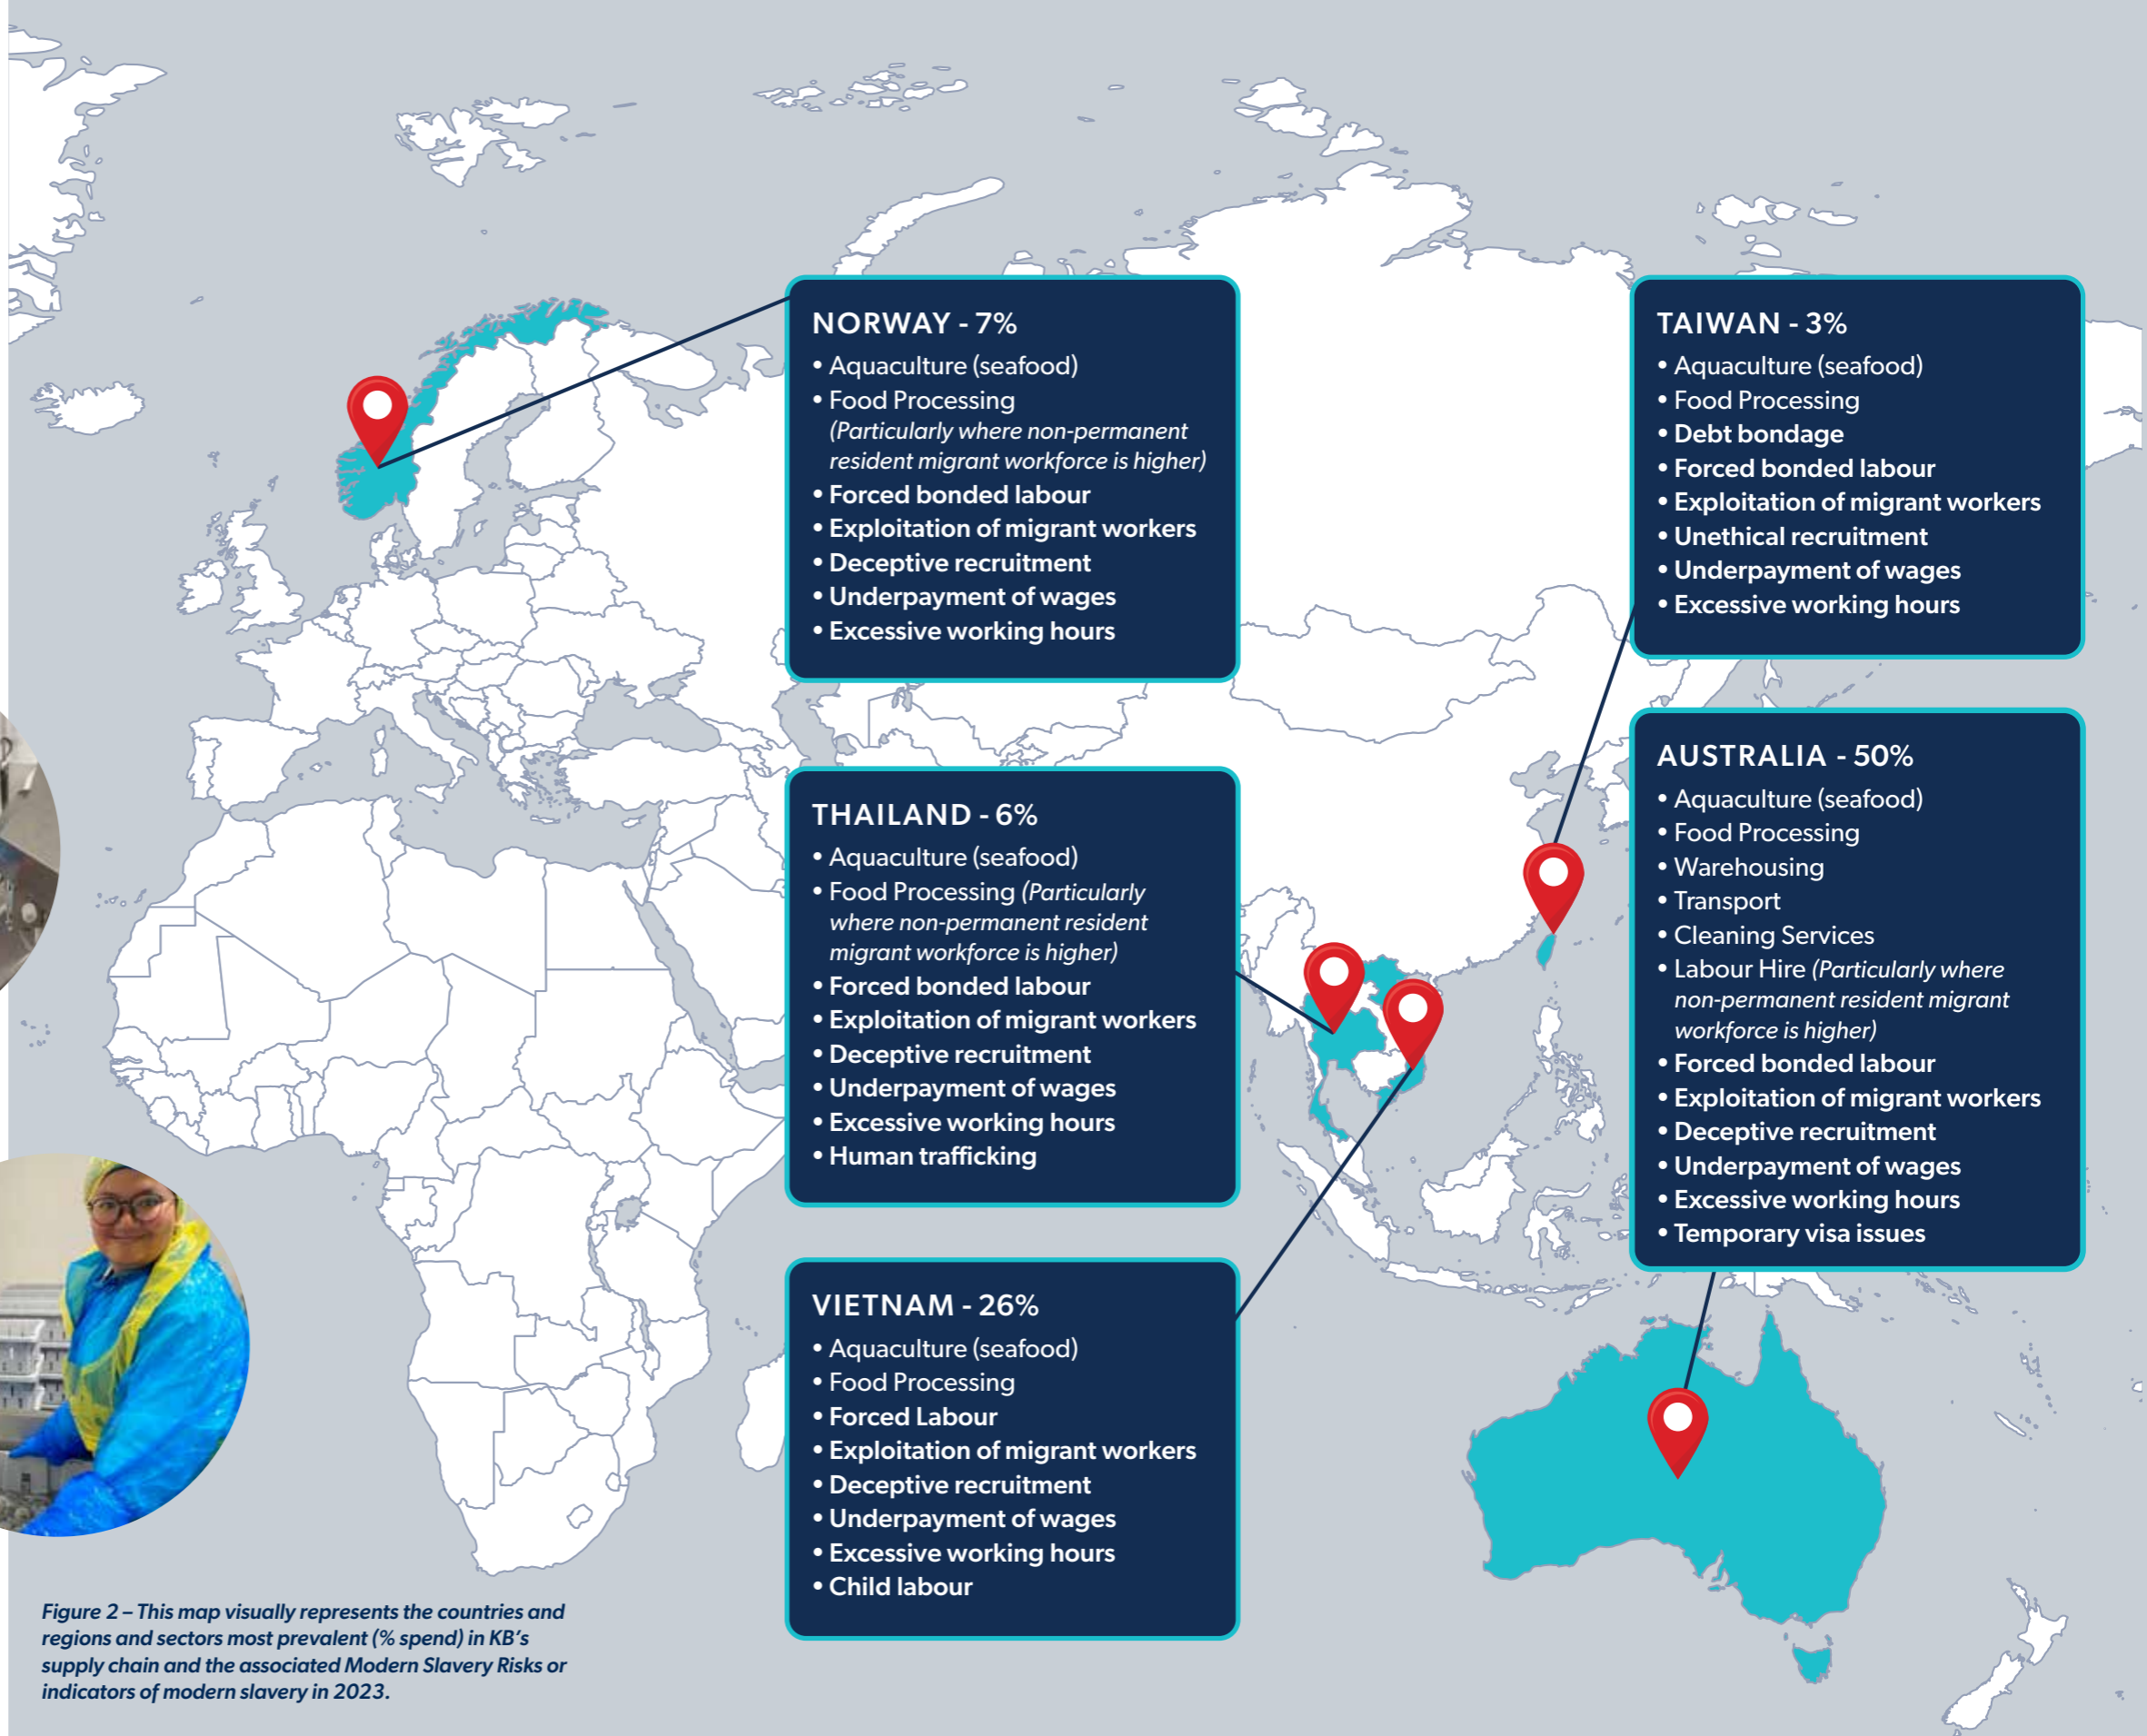 NORWAY - 7%
• Aquaculture (seafood)
• Food Processing
(Particularly where non-permanent
resident migrant workforce is higher)
• Forced bonded labour
• Exploitation of migrant workers
• Deceptive recruitment
• Underpayment of wages
• Excessive working hours
TAIWAN - 3%
• Aquaculture (seafood)
• Food Processing
• Debt bondage
• Forced bonded labour
• Exploitation of migrant workers
• Unethical recruitment
• Underpayment of wages
• Excessive working hours
THAILAND - 6%
• Aquaculture (seafood)
• Food Processing (Particularly
where non-permanent resident
migrant workforce is higher)
• Forced bonded labour
• Exploitation of migrant workers
• Deceptive recruitment
• Underpayment of wages
• Excessive working hours
• Human trafficking
AUSTRALIA - 50%
• Aquaculture (seafood)
• Food Processing
• Warehousing
• Transport
• Cleaning Services
• Labour Hire (Particularly where
non-permanent resident migrant
workforce is higher)
• Forced bonded labour
• Exploitation of migrant workers
• Deceptive recruitment
• Underpayment of wages
• Excessive working hours
• Temporary visa issues
VIETNAM - 26%
• Aquaculture (seafood)
• Food Processing
• Forced Labour
• Exploitation of migrant workers
• Deceptive recruitment
• Underpayment of wages
• Excessive working hours
• Child labour
Figure 2 – This map visually represents the countries and
regions and sectors most prevalent (% spend) in KB's
supply chain and the associated Modern Slavery Risks or
indicators of modern slavery in 2023.